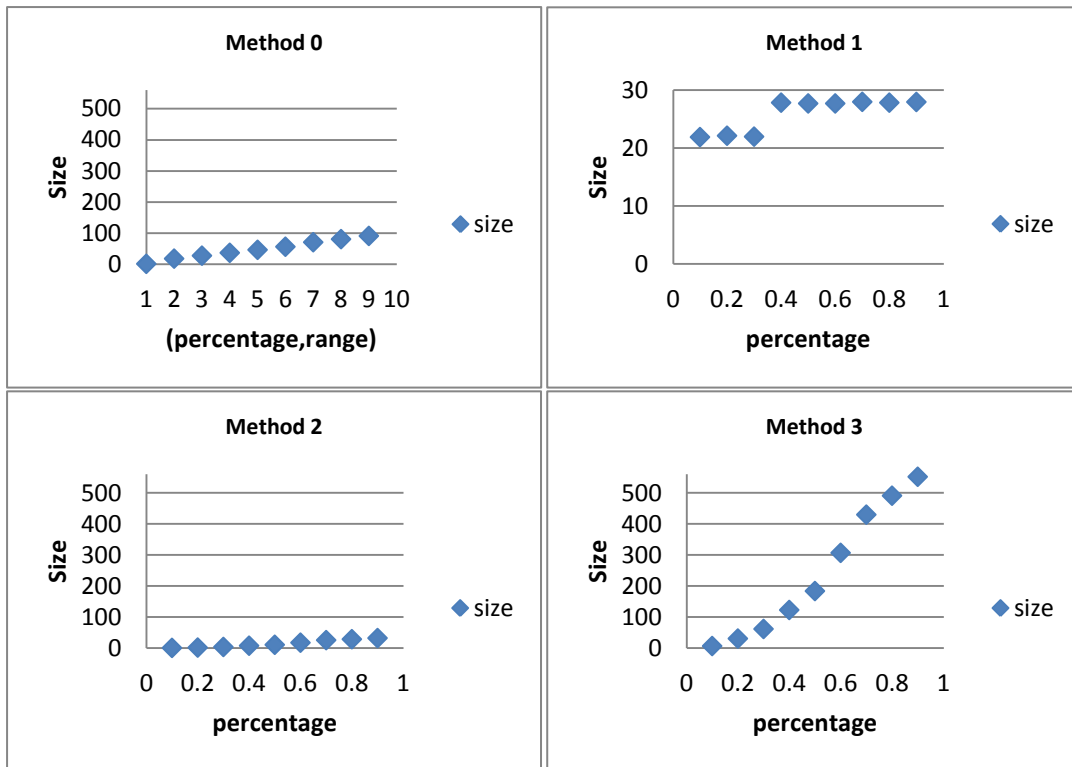 Method 0
500
400
300
200
100
0
Size
1 2 3 4 5 6 7 8 9 10
(percentage,range)
size
Method 1
30
20
10
0
Size
0 0.2 0.4 0.6 0.8 1
percentage
size
Method 2
500
400
300
200
100
0
Size
0 0.2 0.4 0.6 0.8 1
percentage
size
Method 3
500
400
300
200
100
0
Size
0 0.2 0.4 0.6 0.8 1
percentage
size